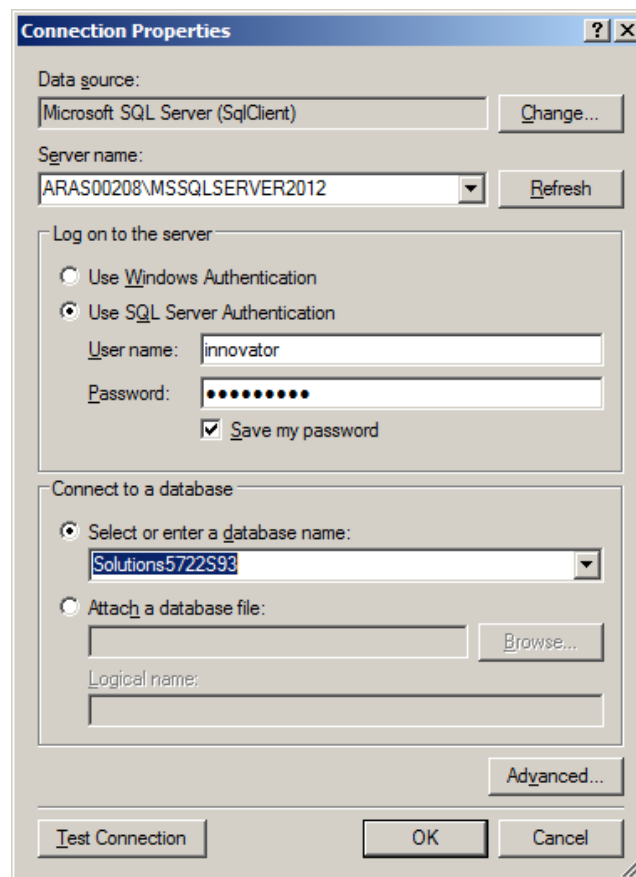 Connection Properties
Data source:
Microsoft SQL Server (SqlClient)
Change...
Server name:
ARAS00208\MSSQLSERVER2012
Refresh
Log on to the server
Use Windows Authentication
Use SQL Server Authentication
User name: innovator
Password: ●●●●●●●●●
Save my password
Connect to a database
Select or enter a database name:
Solutions5722S93
Attach a database file:
Browse...
Logical name:
Advanced...
Test Connection OK Cancel